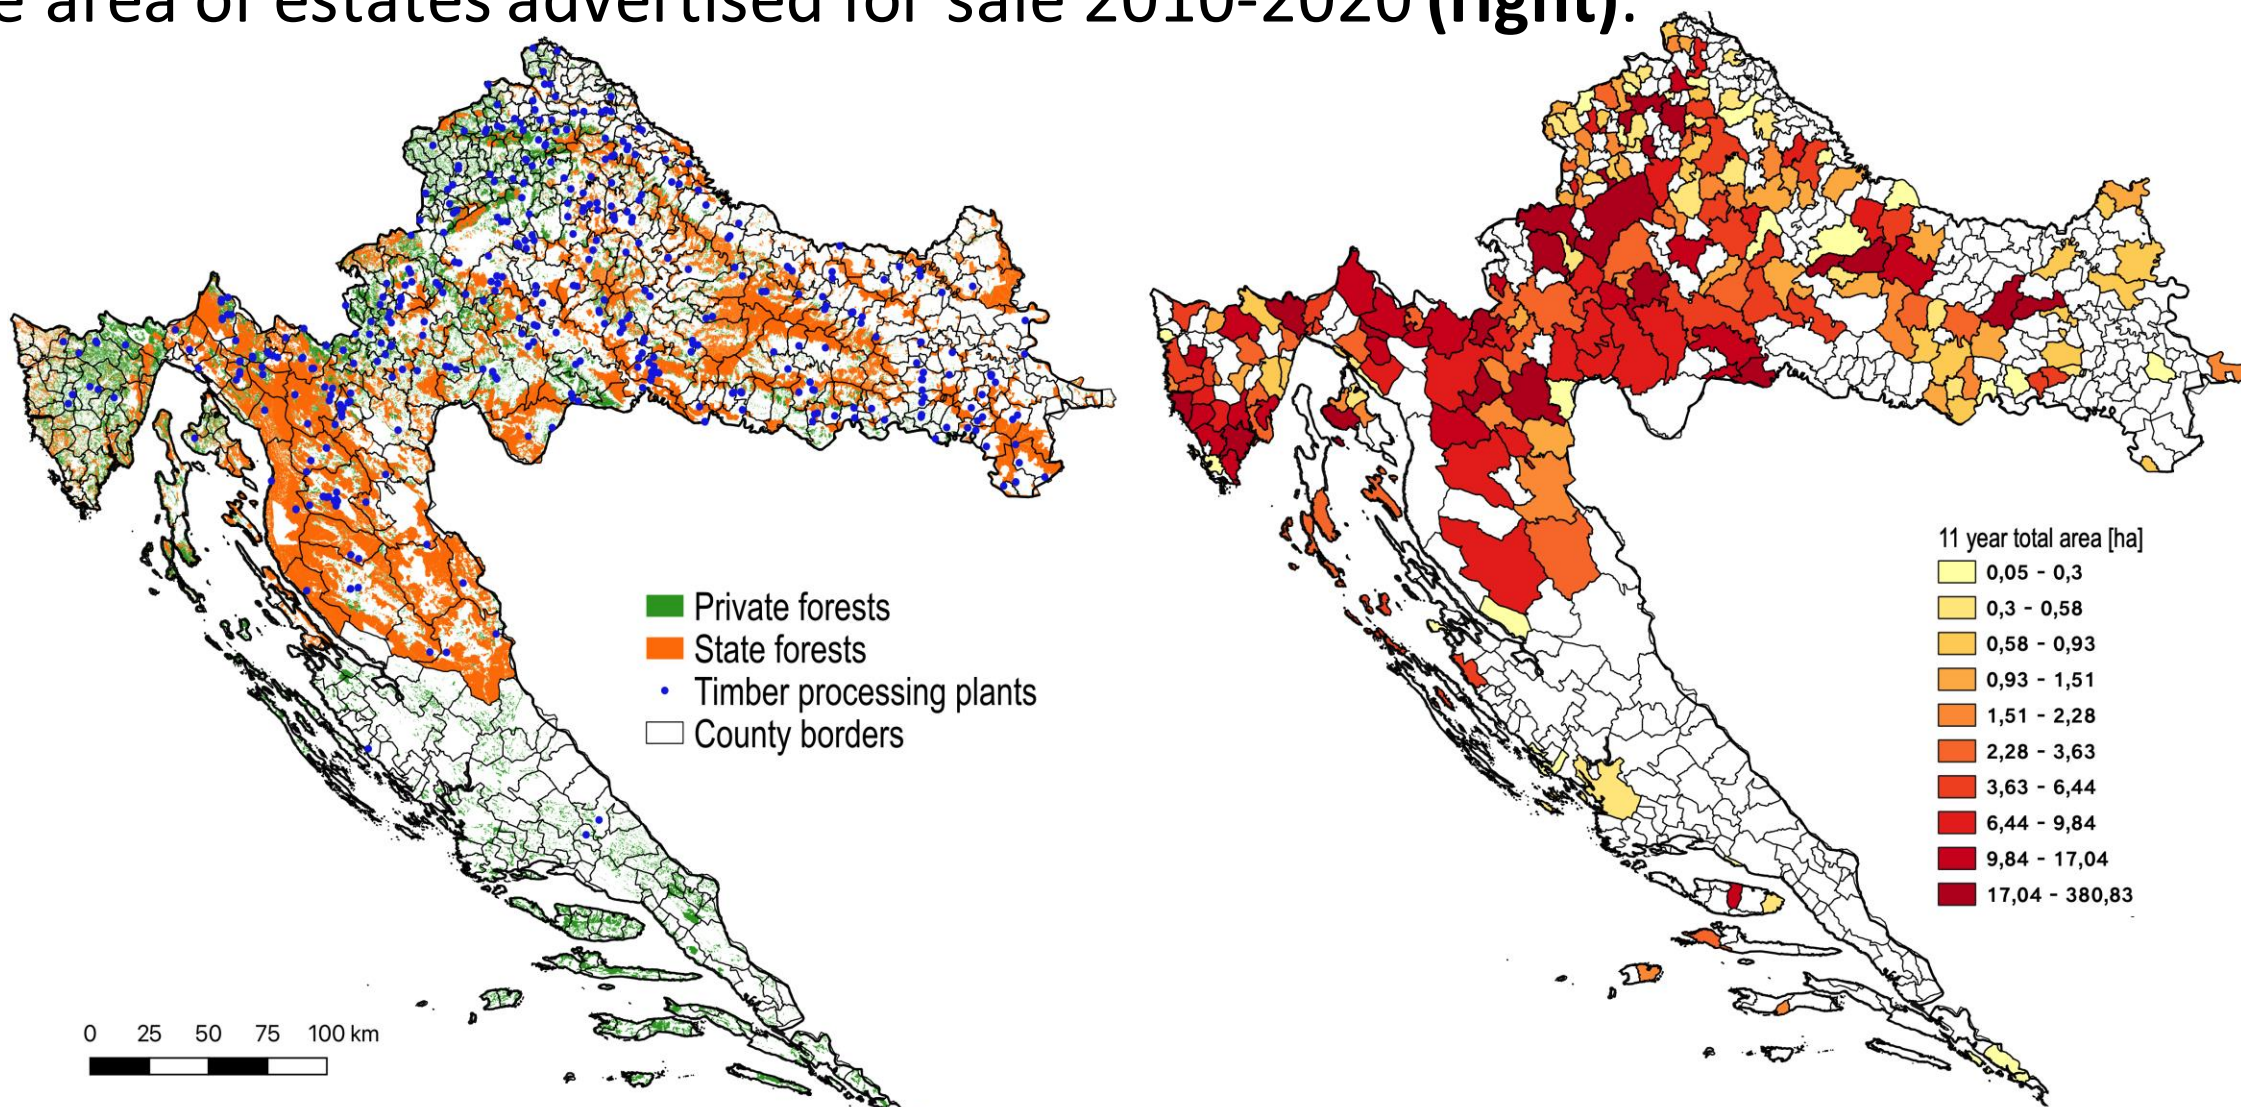 e area of estates advertised for sale 2010-2020 (right).
Private forests
State forests
Timber processing plants
County borders
0 25 50 75 100 km
11 year total area [ha]
0,05 - 0,3
0,3 - 0,58
0,58 - 0,93
0,93 - 1,51
1,51 - 2,28
2,28 - 3,63
3,63 - 6,44
6,44 - 9,84
9,84 - 17,04
17,04 - 380,83